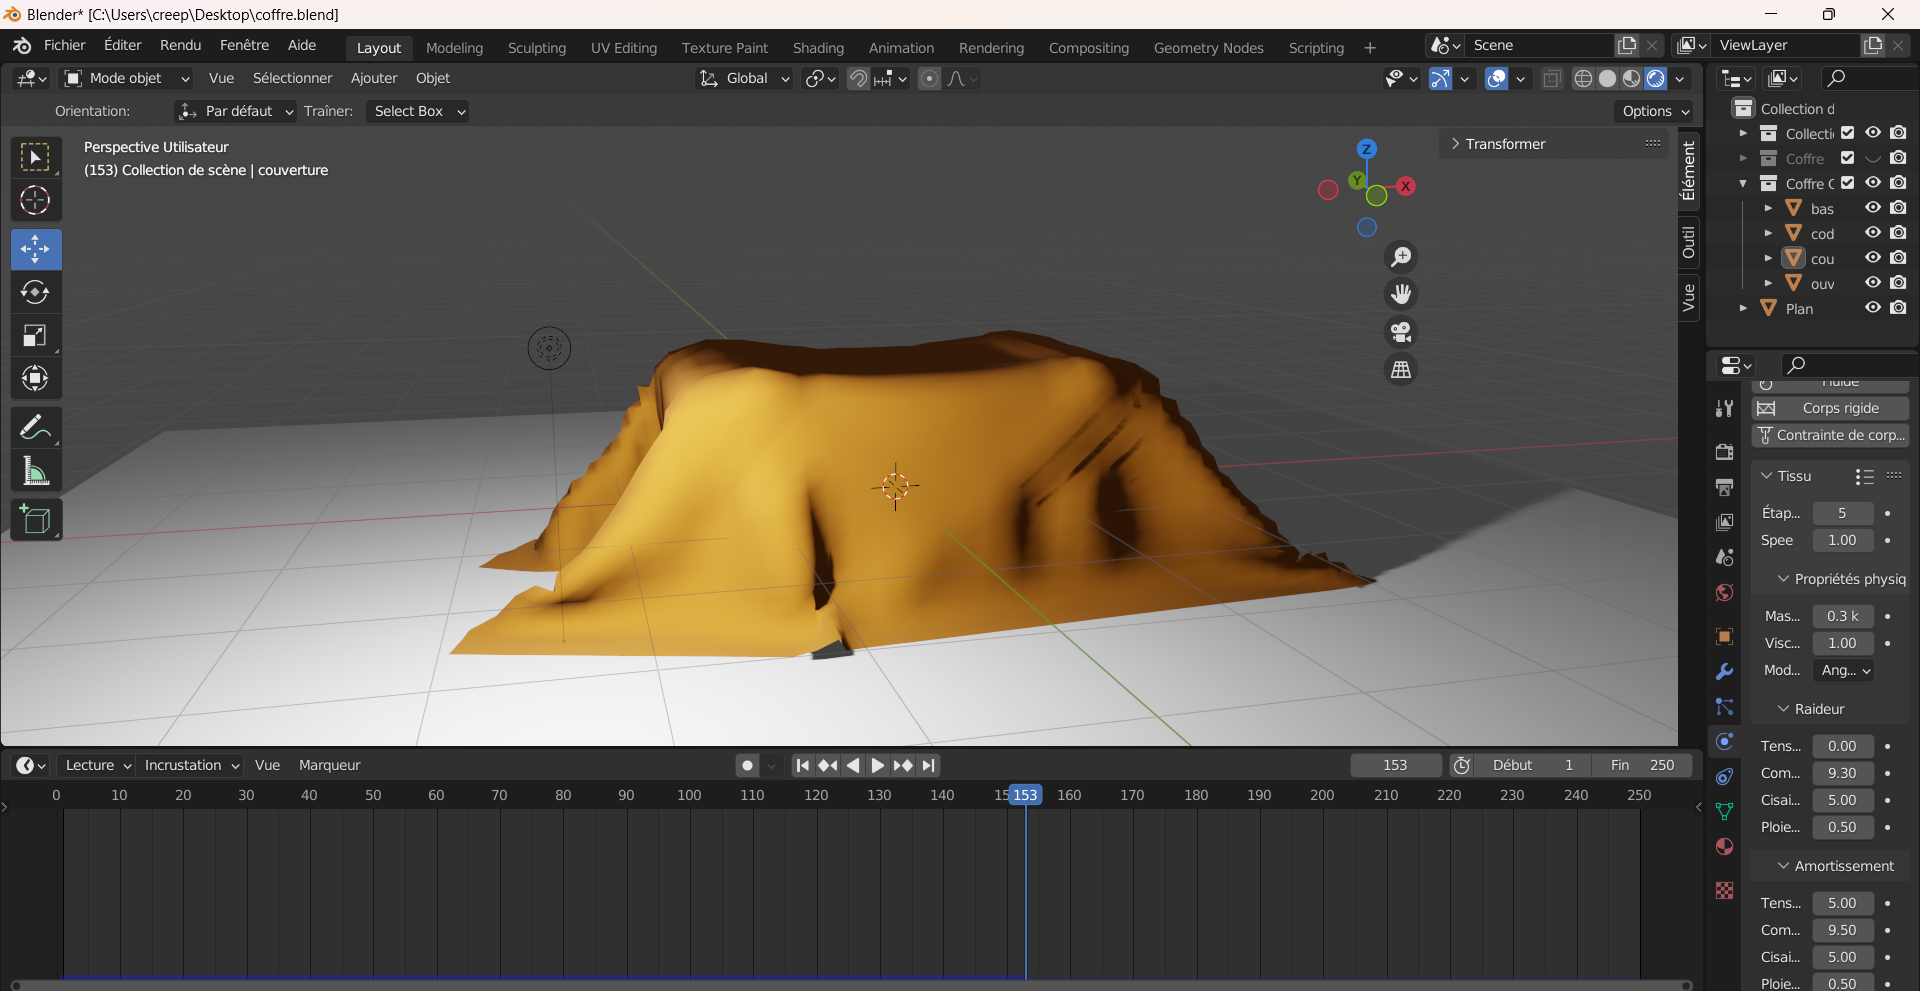 Blender* [C:\Users\creep\Desktop\coffre.blend]
Fichier Éditer Rendu Fenêtre Aide Layout Modeling Sculpting UV Editing Texture Paint Shading Animation Rendering Compositing Geometry Nodes Scripting + Scene ViewLayer
Mode objet Vue Sélectionner Ajouter Objet Global
Orientation: Par défaut Traîner: Select Box Options
Perspective Utilisateur
(153) Collection de scène | couverture
Transformer
Z
Y
X
Élément
Outil
Vue
Collection d
Collecti
Coffre
Coffre C
bas
cod
cou
ouv
Plan
Fluide
Corps rigide
Contrainte de corp...
Tissu
Étap... 5
Spee 1.00
Propriétés physiq
Mas... 0.3 k
Visc... 1.00
Mod... Ang...
Raideur
Tens... 0.00
Com... 9.30
Cisai... 5.00
Ploie... 0.50
Amortissement
Tens... 5.00
Com... 9.50
Cisai... 5.00
Ploie... 0.50
Lecture Incrustation Vue Marqueur 153 Début 1 Fin 250
0 10 20 30 40 50 60 70 80 90 100 110 120 130 140 15 153 160 170 180 190 200 210 220 230 240 250